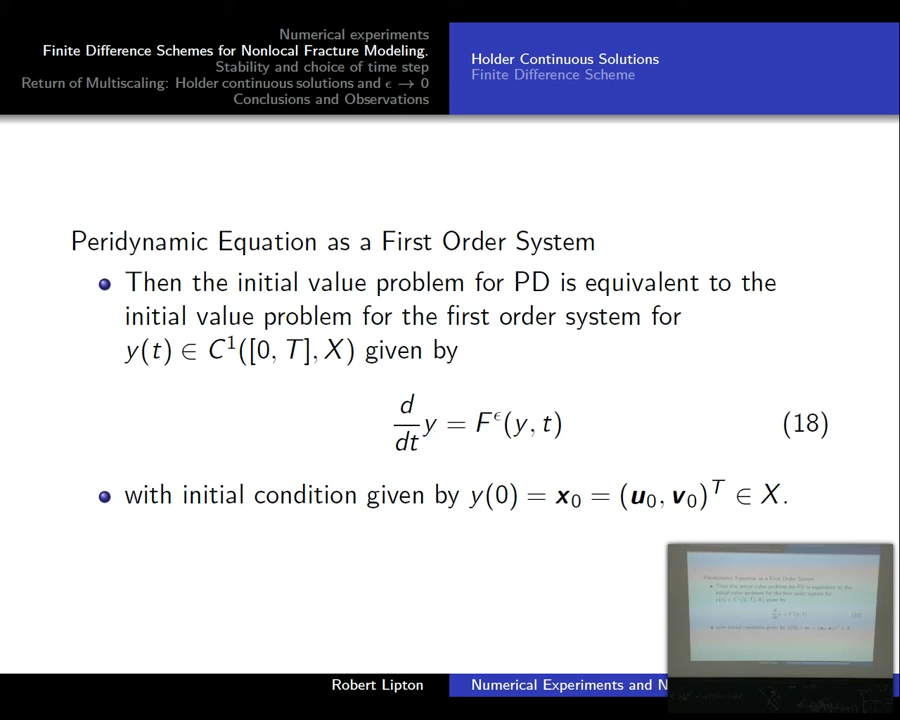 Numerical experiments
Finite Difference Schemes for Nonlocal Fracture Modeling.
Stability and choice of time step
Return of Multiscaling: Holder continuous solutions and ϵ → 0
Conclusions and Observations
Holder Continuous Solutions
Finite Difference Scheme
Peridynamic Equation as a First Order System
Then the initial value problem for PD is equivalent to the
initial value problem for the first order system for
y(t) ∈ C¹([0, T], X) given by
d/dt y = F^ϵ(y, t) (18)
with initial condition given by y(0) = x₀ = (u₀, v₀)^T ∈ X.
Robert Lipton
Numerical Experiments and N